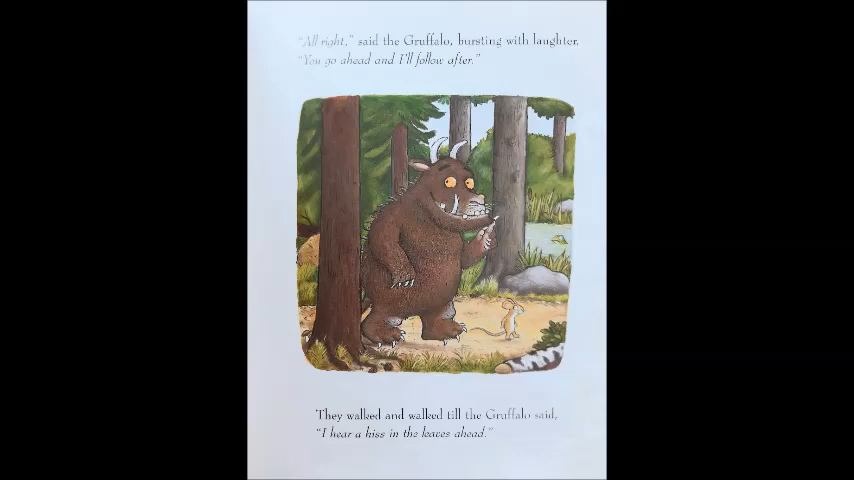 "All right," said the Gruffalo, bursting with laughter.
"You go ahead and I'll follow after."
They walked and walked till the Gruffalo said,
"I hear a hiss in the leaves ahead."